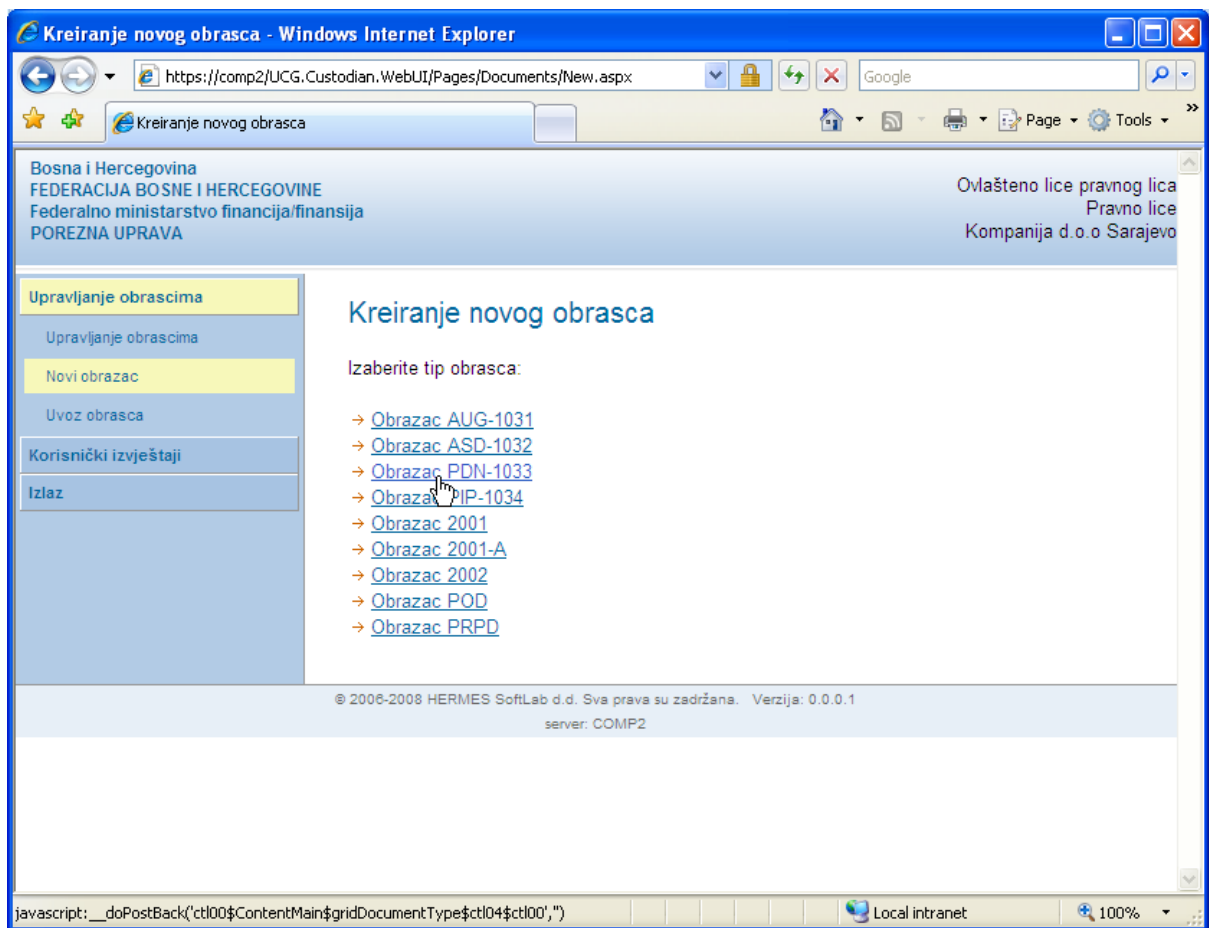 Kreiranje novog obrasca - Windows Internet Explorer
https://comp2/UCG.Custodian.WebUI/Pages/Documents/New.aspx
Google
Kreiranje novog obrasca
Page
Tools
Bosna i Hercegovina
FEDERACIJA BOSNE I HERCEGOVINE
Federalno ministarstvo financija/finansija
POREZNA UPRAVA
Ovlašteno lice pravnog lica
Pravno lice
Kompanija d.o.o Sarajevo
Upravljanje obrascima
Upravljanje obrascima
Novi obrazac
Uvoz obrasca
Korisnički izvještaji
Izlaz
Kreiranje novog obrasca
Izaberite tip obrasca:
Obrazac AUG-1031
Obrazac ASD-1032
Obrazac PDN-1033
Obrazac PIP-1034
Obrazac 2001
Obrazac 2001-A
Obrazac 2002
Obrazac POD
Obrazac PRPD
© 2006-2008 HERMES SoftLab d.d. Sva prava su zadržana. Verzija: 0.0.0.1
server: COMP2
javascript:__doPostBack('ctl00$ContentMain$gridDocumentType$ctl04$ctl00','')
Local intranet
100%